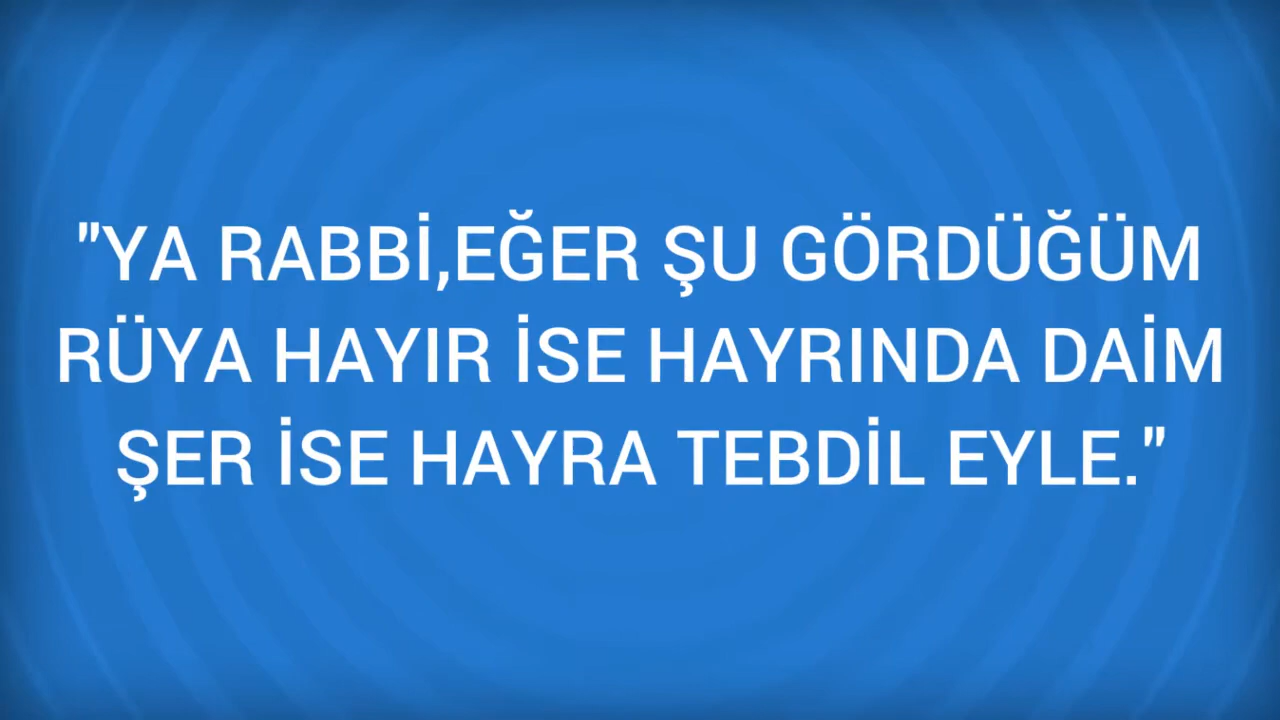 "YA RABBİ,EĞER ŞU GÖRDÜĞÜM
RÜYA HAYIR İSE HAYRINDA DAİM
ŞER İSE HAYRA TEBDİL EYLE."